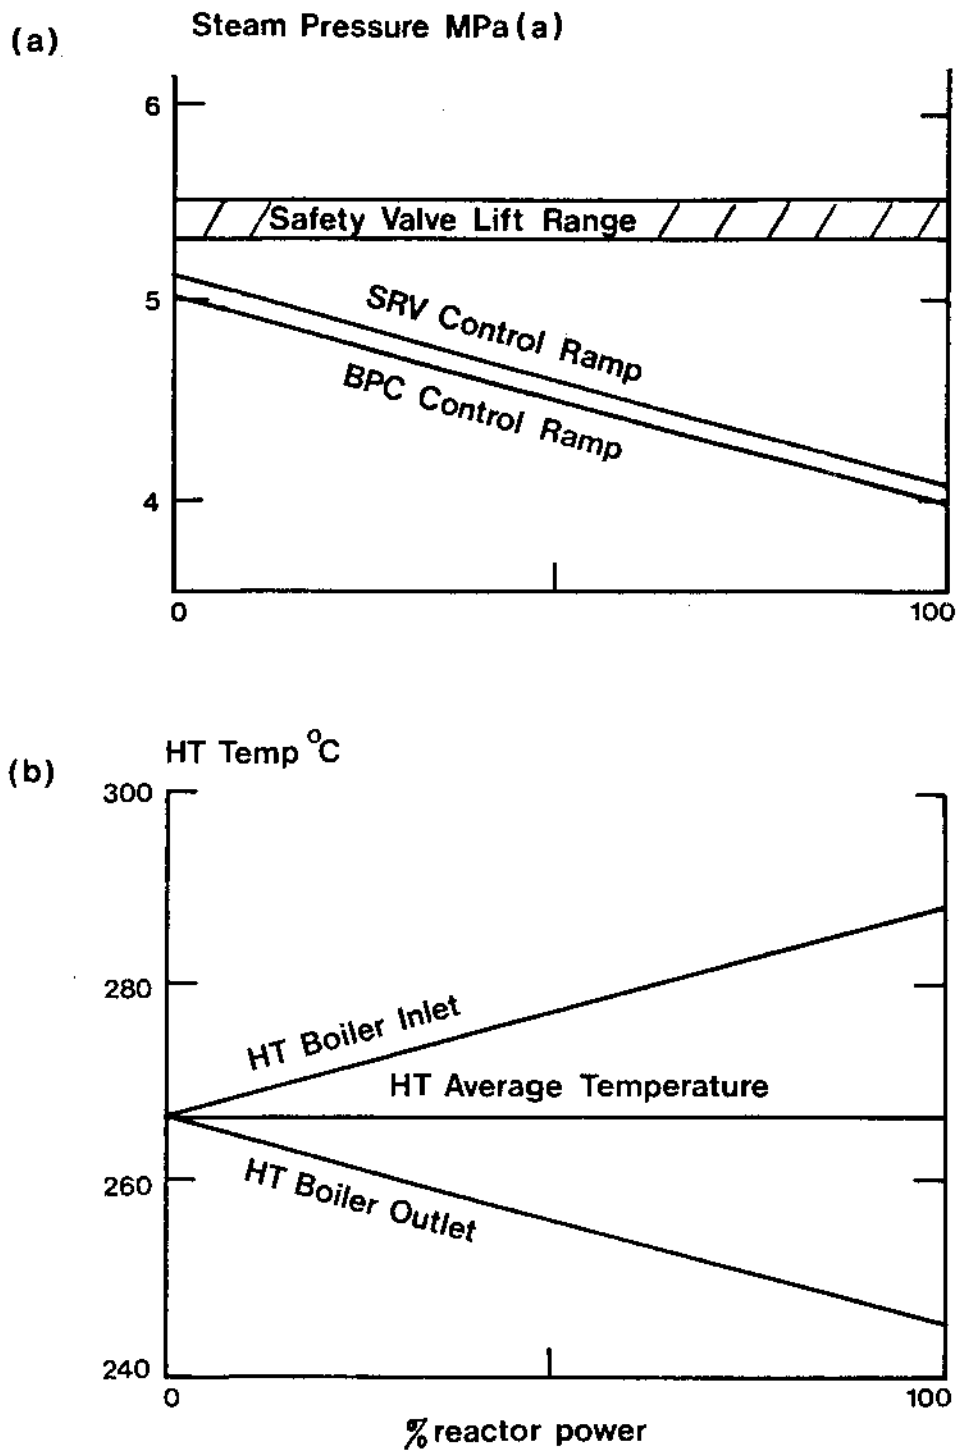 (a)
Steam Pressure MPa(a)
6
Safety Valve Lift Range
5
SRV Control Ramp
BPC Control Ramp
4
0
100
(b)
HT Temp °C
300
280
HT Boiler Inlet
HT Average Temperature
260
HT Boiler Outlet
240
0
100
% reactor power